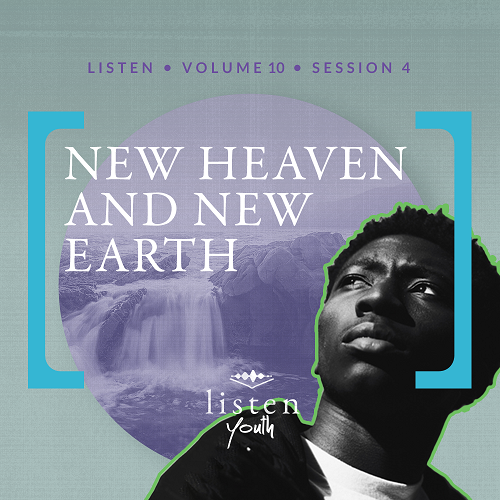 LISTEN • VOLUME 10 • SESSION 4
NEW HEAVEN
AND NEW
EARTH
listen
youth